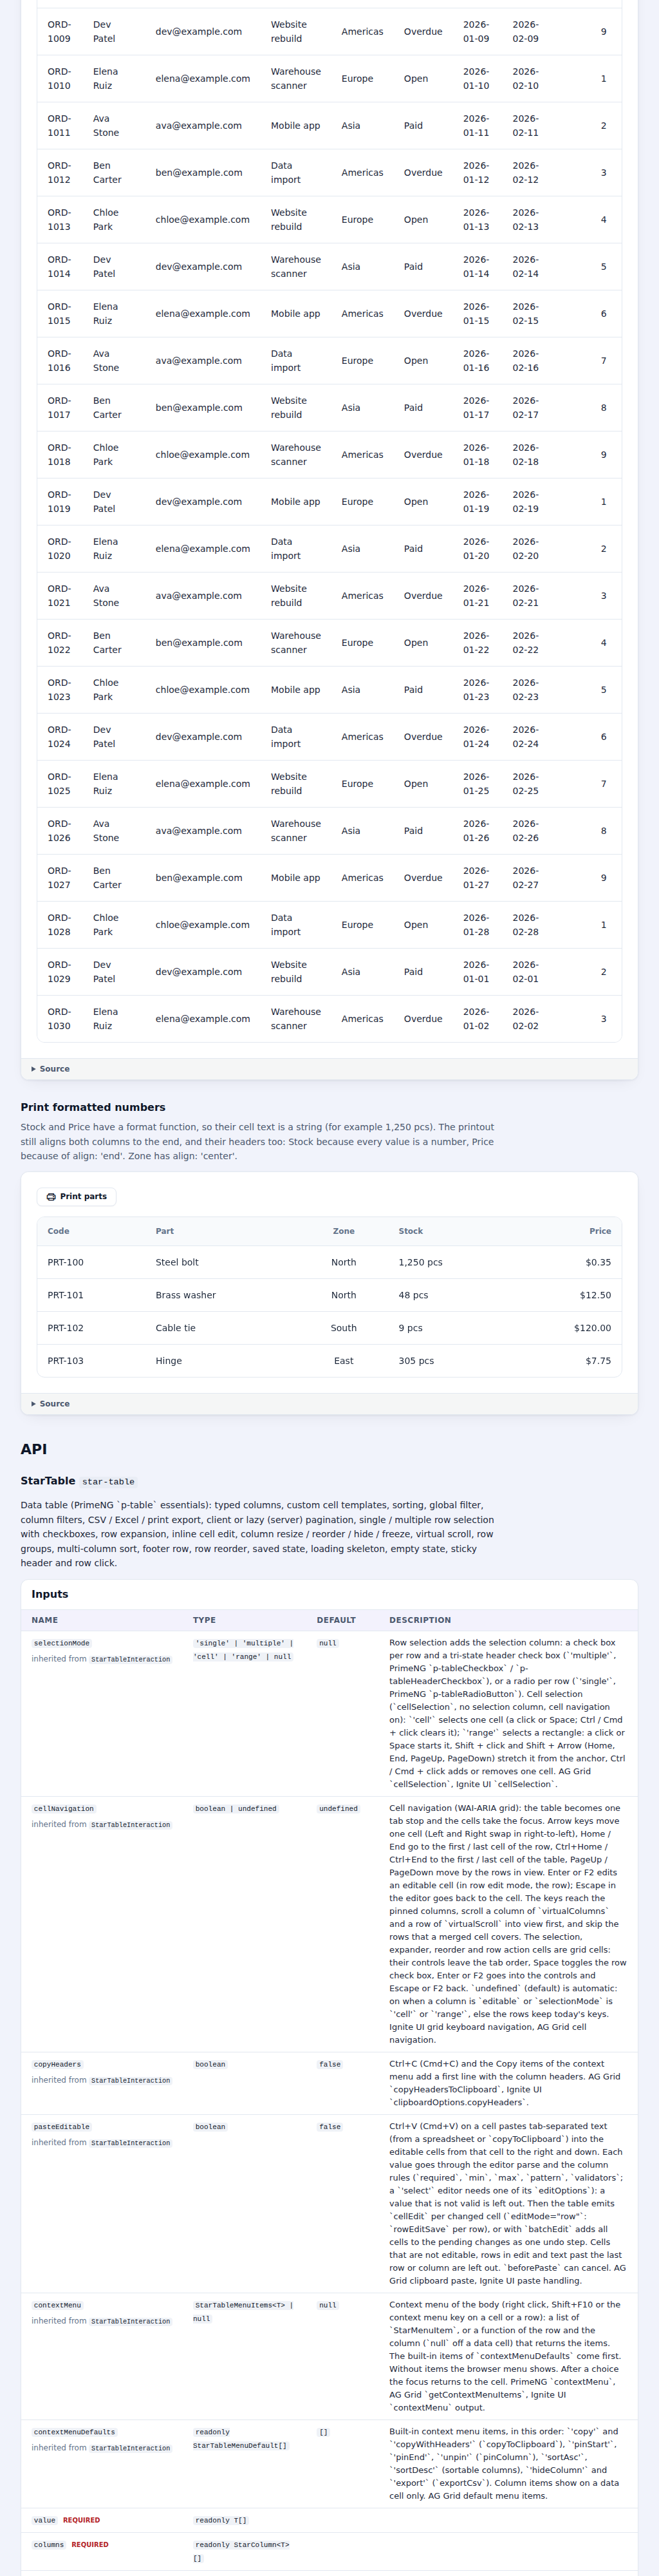 ORD-1009 Dev Patel dev@example.com Website rebuild Americas Overdue 2026-01-09 2026-02-09 9
ORD-1010 Elena Ruiz elena@example.com Warehouse scanner Europe Open 2026-01-10 2026-02-10 1
ORD-1011 Ava Stone ava@example.com Mobile app Asia Paid 2026-01-11 2026-02-11 2
ORD-1012 Ben Carter ben@example.com Data import Americas Overdue 2026-01-12 2026-02-12 3
ORD-1013 Chloe Park chloe@example.com Website rebuild Europe Open 2026-01-13 2026-02-13 4
ORD-1014 Dev Patel dev@example.com Warehouse scanner Asia Paid 2026-01-14 2026-02-14 5
ORD-1015 Elena Ruiz elena@example.com Mobile app Americas Overdue 2026-01-15 2026-02-15 6
ORD-1016 Ava Stone ava@example.com Data import Europe Open 2026-01-16 2026-02-16 7
ORD-1017 Ben Carter ben@example.com Website rebuild Asia Paid 2026-01-17 2026-02-17 8
ORD-1018 Chloe Park chloe@example.com Warehouse scanner Americas Overdue 2026-01-18 2026-02-18 9
ORD-1019 Dev Patel dev@example.com Mobile app Europe Open 2026-01-19 2026-02-19 1
ORD-1020 Elena Ruiz elena@example.com Data import Asia Paid 2026-01-20 2026-02-20 2
ORD-1021 Ava Stone ava@example.com Website rebuild Americas Overdue 2026-01-21 2026-02-21 3
ORD-1022 Ben Carter ben@example.com Warehouse scanner Europe Open 2026-01-22 2026-02-22 4
ORD-1023 Chloe Park chloe@example.com Mobile app Asia Paid 2026-01-23 2026-02-23 5
ORD-1024 Dev Patel dev@example.com Data import Americas Overdue 2026-01-24 2026-02-24 6
ORD-1025 Elena Ruiz elena@example.com Website rebuild Europe Open 2026-01-25 2026-02-25 7
ORD-1026 Ava Stone ava@example.com Warehouse scanner Asia Paid 2026-01-26 2026-02-26 8
ORD-1027 Ben Carter ben@example.com Mobile app Americas Overdue 2026-01-27 2026-02-27 9
ORD-1028 Chloe Park chloe@example.com Data import Europe Open 2026-01-28 2026-02-28 1
ORD-1029 Dev Patel dev@example.com Website rebuild Asia Paid 2026-01-01 2026-02-01 2
ORD-1030 Elena Ruiz elena@example.com Warehouse scanner Americas Overdue 2026-01-02 2026-02-02 3
Source
Print formatted numbers
Stock and Price have a format function, so their cell text is a string (for example 1,250 pcs). The printout
still aligns both columns to the end, and their headers too: Stock because every value is a number, Price
because of align: 'end'. Zone has align: 'center'.
Print parts
Code Part Zone Stock Price
PRT-100 Steel bolt North 1,250 pcs $0.35
PRT-101 Brass washer North 48 pcs $12.50
PRT-102 Cable tie South 9 pcs $120.00
PRT-103 Hinge East 305 pcs $7.75
Source
API
StarTable star-table
Data table (PrimeNG `p-table` essentials): typed columns, custom cell templates, sorting, global filter,
column filters, CSV / Excel / print export, client or lazy (server) pagination, single / multiple row selection
with checkboxes, row expansion, inline cell edit, column resize / reorder / hide / freeze, virtual scroll, row
groups, multi-column sort, footer row, row reorder, saved state, loading skeleton, empty state, sticky
header and row click.
Inputs
NAME TYPE DEFAULT DESCRIPTION
selectionMode
inherited from StarTableInteraction
'single' | 'multiple' |
'cell' | 'range' | null
null
Row selection adds the selection column: a check box
per row and a tri-state header check box (`'multiple'`,
PrimeNG `p-tableCheckbox` / `p-
tableHeaderCheckbox`), or a radio per row (`'single'`,
PrimeNG `p-tableRadioButton`). Cell selection
(`cellSelection`, no selection column, cell navigation
on): `'cell'` selects one cell (a click or Space; Ctrl / Cmd
+ click clears it); `'range'` selects a rectangle: a click or
Space starts it, Shift + click and Shift + Arrow (Home,
End, PageUp, PageDown) stretch it from the anchor, Ctrl
/ Cmd + click adds or removes one cell. AG Grid
`cellSelection`, Ignite UI `cellSelection`.
cellNavigation
inherited from StarTableInteraction
boolean | undefined
undefined
Cell navigation (WAI-ARIA grid): the table becomes one
tab stop and the cells take the focus. Arrow keys move
one cell (Left and Right swap in right-to-left), Home /
End go to the first / last cell of the row, Ctrl+Home /
Ctrl+End to the first / last cell of the table, PageUp /
PageDown move by the rows in view. Enter or F2 edits
an editable cell (in row edit mode, the row); Escape in
the editor goes back to the cell. The keys reach the
pinned columns, scroll a column of `virtualColumns`
and a row of `virtualScroll` into view first, and skip the
rows that a merged cell covers. The selection,
expander, reorder and row action cells are grid cells:
their controls leave the tab order, Space toggles the row
check box, Enter or F2 goes into the controls and
Escape or F2 back. `undefined` (default) is automatic:
on when a column is `editable` or `selectionMode` is
`'cell'` or `'range'`, else the rows keep today's keys.
Ignite UI grid keyboard navigation, AG Grid cell
navigation.
copyHeaders
inherited from StarTableInteraction
boolean
false
Ctrl+C (Cmd+C) and the Copy items of the context
menu add a first line with the column headers. AG Grid
`copyHeadersToClipboard`, Ignite UI
`clipboardOptions.copyHeaders`.
pasteEditable
inherited from StarTableInteraction
boolean
false
Ctrl+V (Cmd+V) on a cell pastes tab-separated text
(from a spreadsheet or `copyToClipboard`) into the
editable cells from that cell to the right and down. Each
value goes through the editor parse and the column
rules (`required`, `min`, `max`, `pattern`, `validators`;
a `'select'` editor needs one of its `editOptions`): a
value that is not valid is left out. Then the table emits
`cellEdit` per changed cell (`editMode="row"`:
`rowEditSave` per row), or with `batchEdit` adds all
cells to the pending changes as one undo step. Cells
that are not editable, rows in edit and text past the last
row or column are left out. `beforePaste` can cancel. AG
Grid clipboard paste, Ignite UI paste handling.
contextMenu
inherited from StarTableInteraction
StarTableMenuItems<T> |
null
null
Context menu of the body (right click, Shift+F10 or the
context menu key on a cell or a row): a list of
`StarMenuItem`, or a function of the row and the
column (`null` off a data cell) that returns the items.
The built-in items of `contextMenuDefaults` come first.
Without items the browser menu shows. After a choice
the focus returns to the cell. PrimeNG `contextMenu`,
AG Grid `getContextMenuItems`, Ignite UI
`contextMenu` output.
contextMenuDefaults
inherited from StarTableInteraction
readonly
StarTableMenuDefault[]
[]
Built-in context menu items, in this order: `'copy'` and
`'copyWithHeaders'` (`copyToClipboard`), `'pinStart'`,
`'pinEnd'`, `'unpin'` (`pinColumn`), `'sortAsc'`,
`'sortDesc'` (sortable columns), `'hideColumn'` and
`'export'` (`exportCsv`). Column items show on a data
cell only. AG Grid default menu items.
value REQUIRED readonly T[]
columns REQUIRED readonly StarColumn<T>
[]